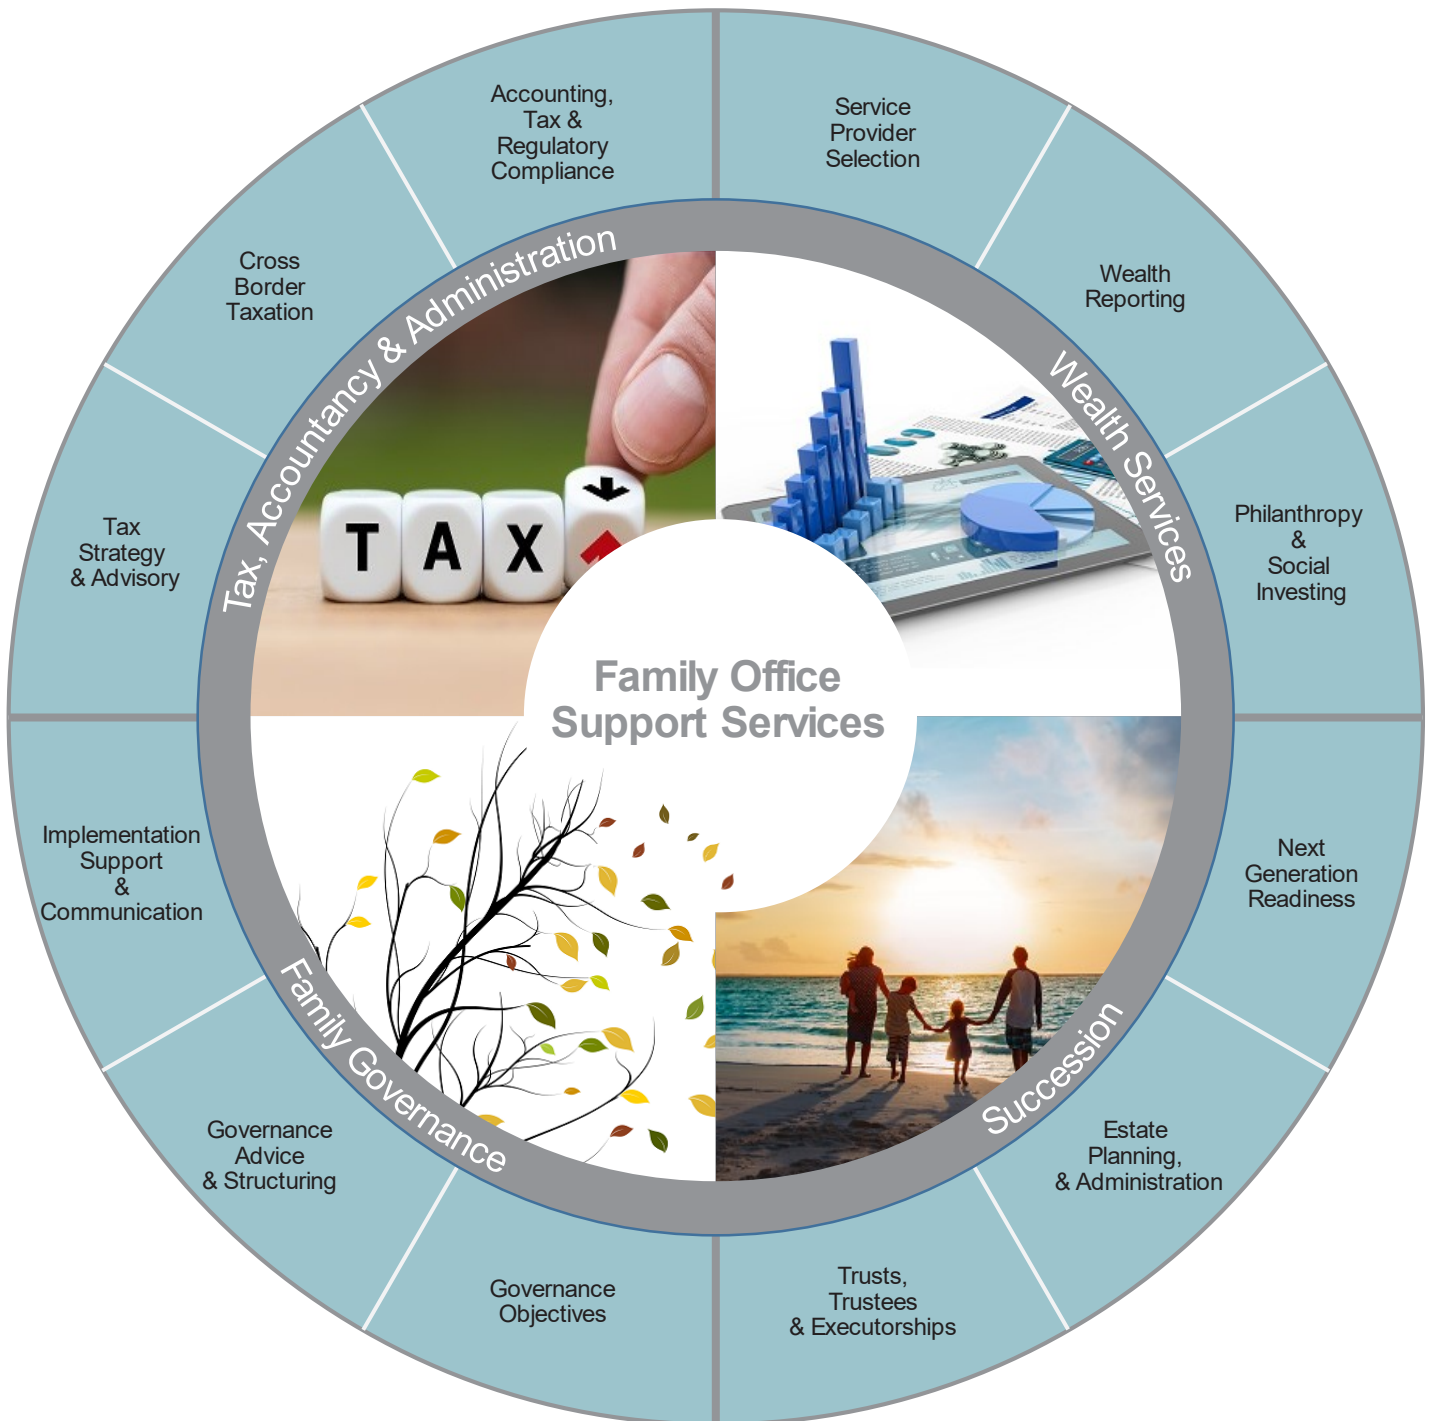 Accounting,
Tax &
Regulatory
Compliance
Service
Provider
Selection
Cross
Border
Taxation
Wealth
Reporting
Tax, Accountancy & Administration
Wealth Services
Tax
Strategy
& Advisory
Philanthropy
&
Social
Investing
T A X
Family Office
Support Services
Implementation
Support
&
Communication
Next
Generation
Readiness
Family Governance
Succession
Governance
Advice
& Structuring
Estate
Planning,
& Administration
Governance
Objectives
Trusts,
Trustees
& Executorships